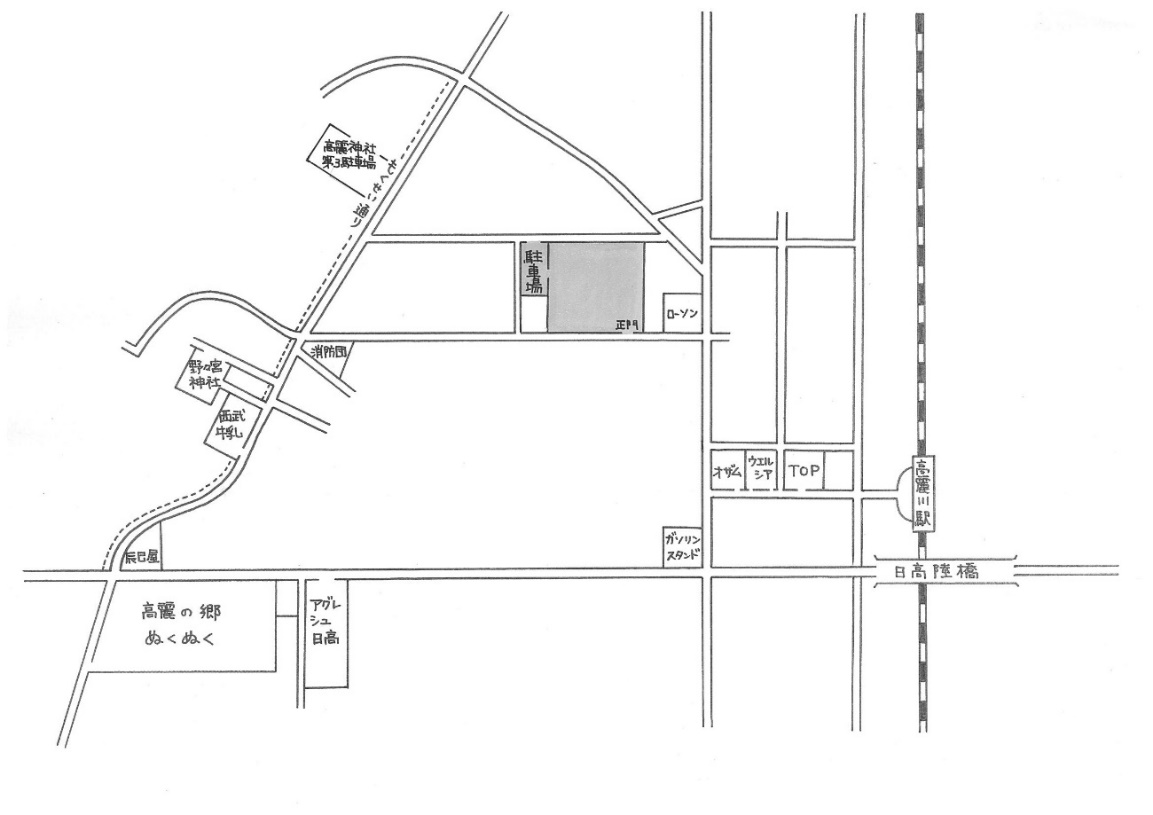 高麗神社
第3駐車場
もくせい通り
駐車場
正門
ローソン
消防団
野々宮
神社
西武
牛乳
オザム
ウエル
シア
TOP
高麗川駅
ガソリン
スタンド
辰巳屋
日高陸橋
高麗の郷
ぬくぬく
アグレ
シュ
日高